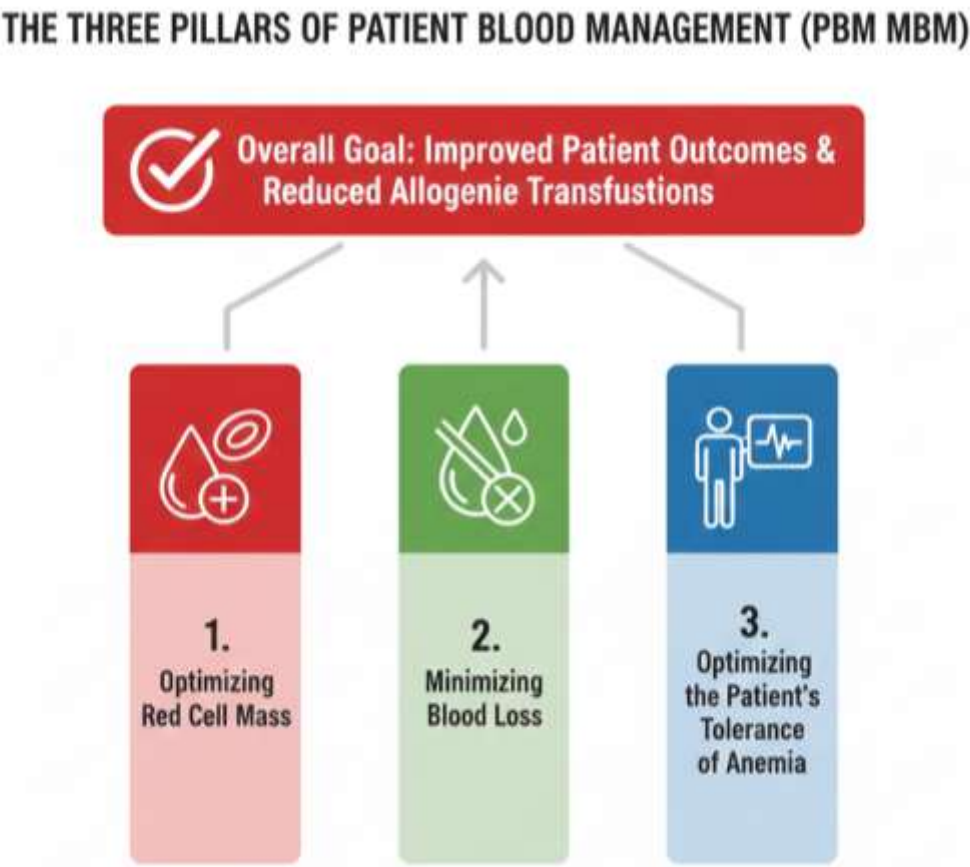 THE THREE PILLARS OF PATIENT BLOOD MANAGEMENT (PBM MBM)
Overall Goal: Improved Patient Outcomes &
Reduced Allogenie Transfustions
1.
Optimizing
Red Cell Mass
2.
Minimizing
Blood Loss
3.
Optimizing
the Patient's
Tolerance
of Anemia